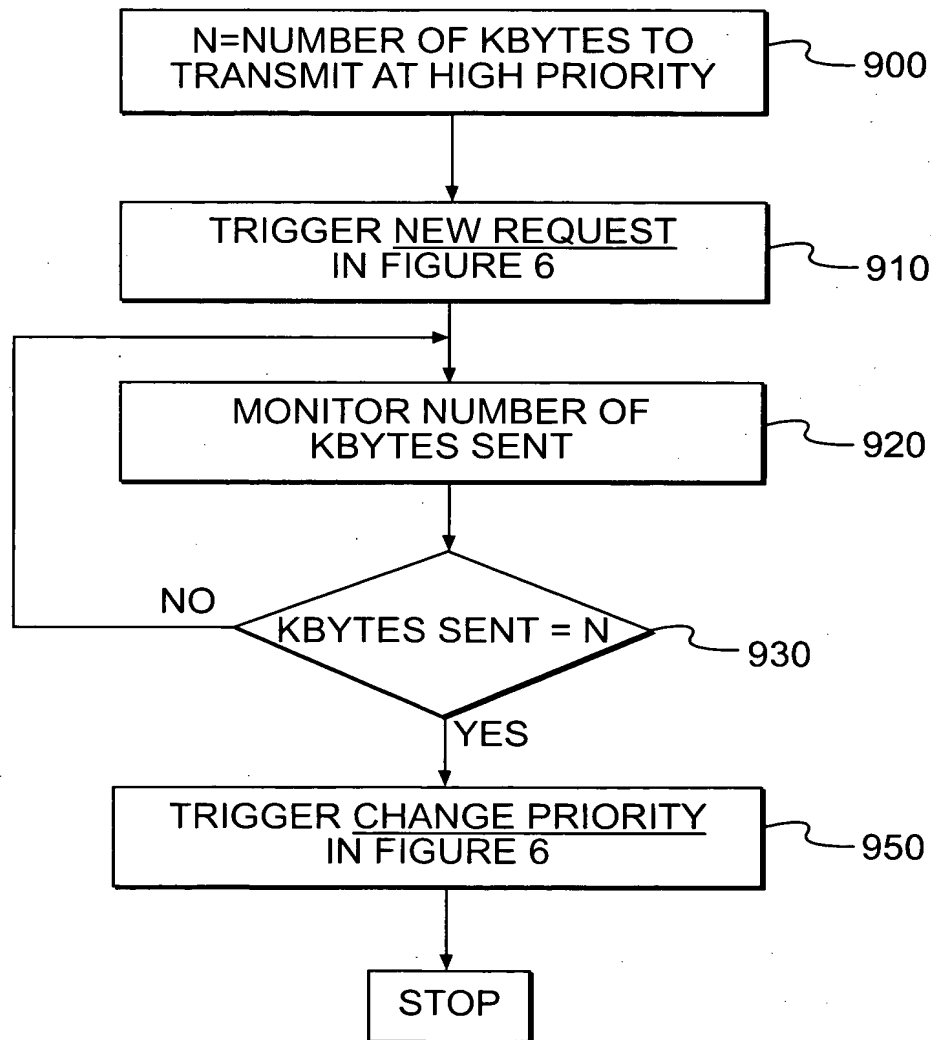 N=NUMBER OF KBYTES TO
TRANSMIT AT HIGH PRIORITY
900
TRIGGER NEW REQUEST
IN FIGURE 6
910
MONITOR NUMBER OF
KBYTES SENT
920
NO
KBYTES SENT = N
930
YES
TRIGGER CHANGE PRIORITY
IN FIGURE 6
950
STOP